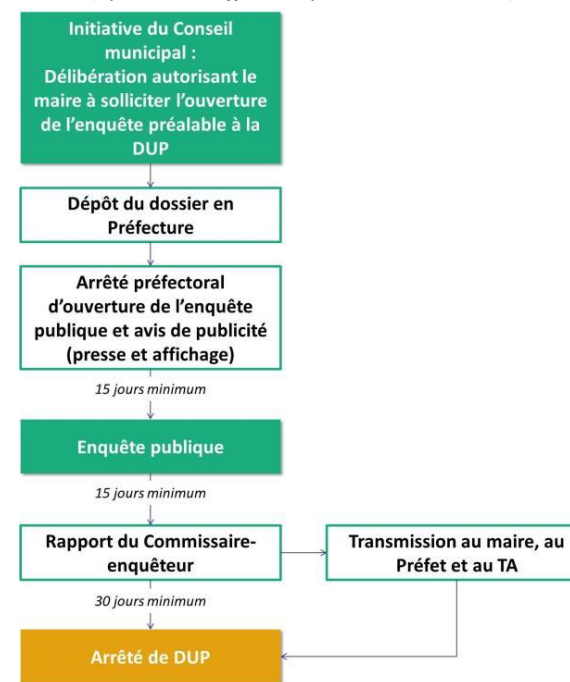 Initiative du Conseil
municipal :
Délibération autorisant le
maire à solliciter l'ouverture
de l'enquête préalable à la
DUP
Dépôt du dossier en
Préfecture
Arrêté préfectoral
d'ouverture de l'enquête
publique et avis de publicité
(presse et affichage)
15 jours minimum
Enquête publique
15 jours minimum
Rapport du Commissaire-
enquêteur
Transmission au maire, au
Préfet et au TA
30 jours minimum
Arrêté de DUP